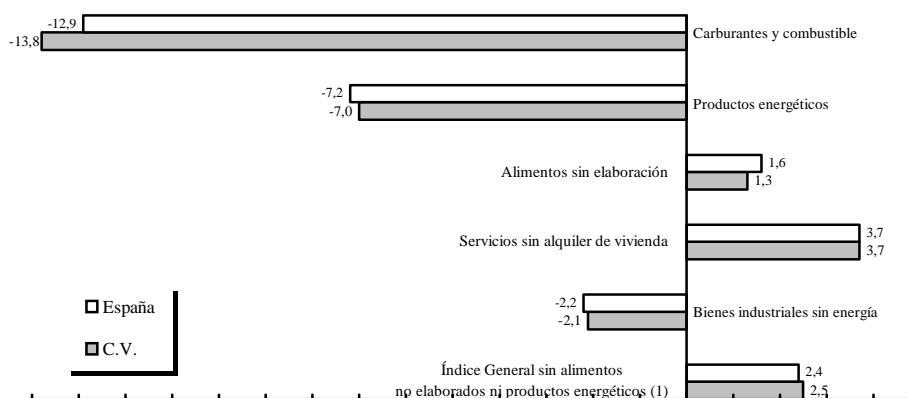 -12,9
-13,8
Carburantes y combustible
-7,2
-7,0
Productos energéticos
Alimentos sin elaboración
1,6
1,3
Servicios sin alquiler de vivienda
3,7
3,7
-2,2
-2,1
Bienes industriales sin energía
España
C.V.
Índice General sin alimentos
no elaborados ni productos energéticos (1)
2,4
2,5